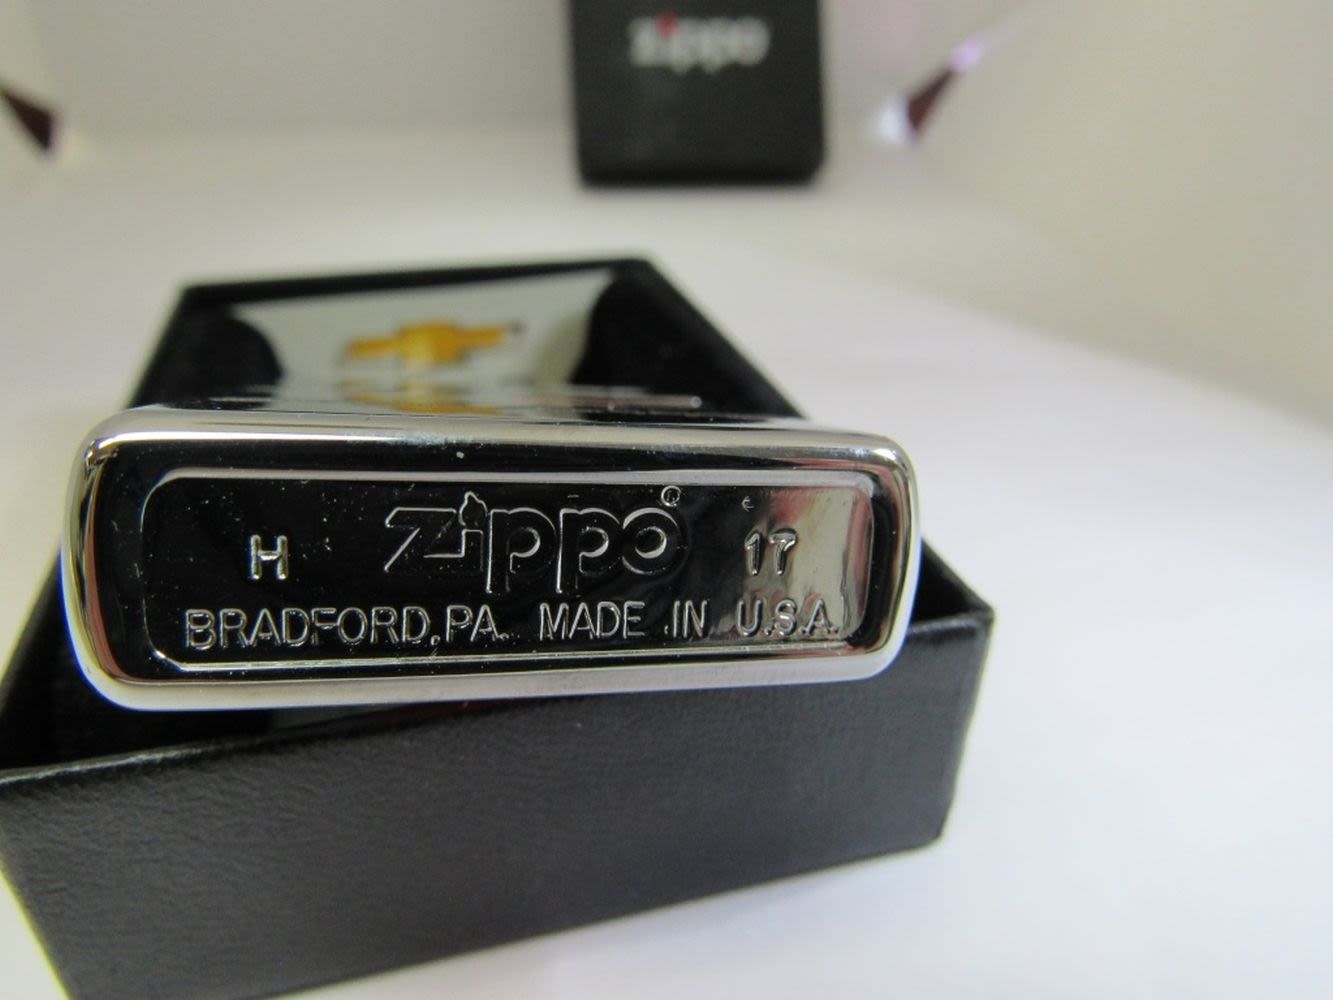 zippo
zippo®
H 17
BRADFORD, PA. MADE IN U.S.A.